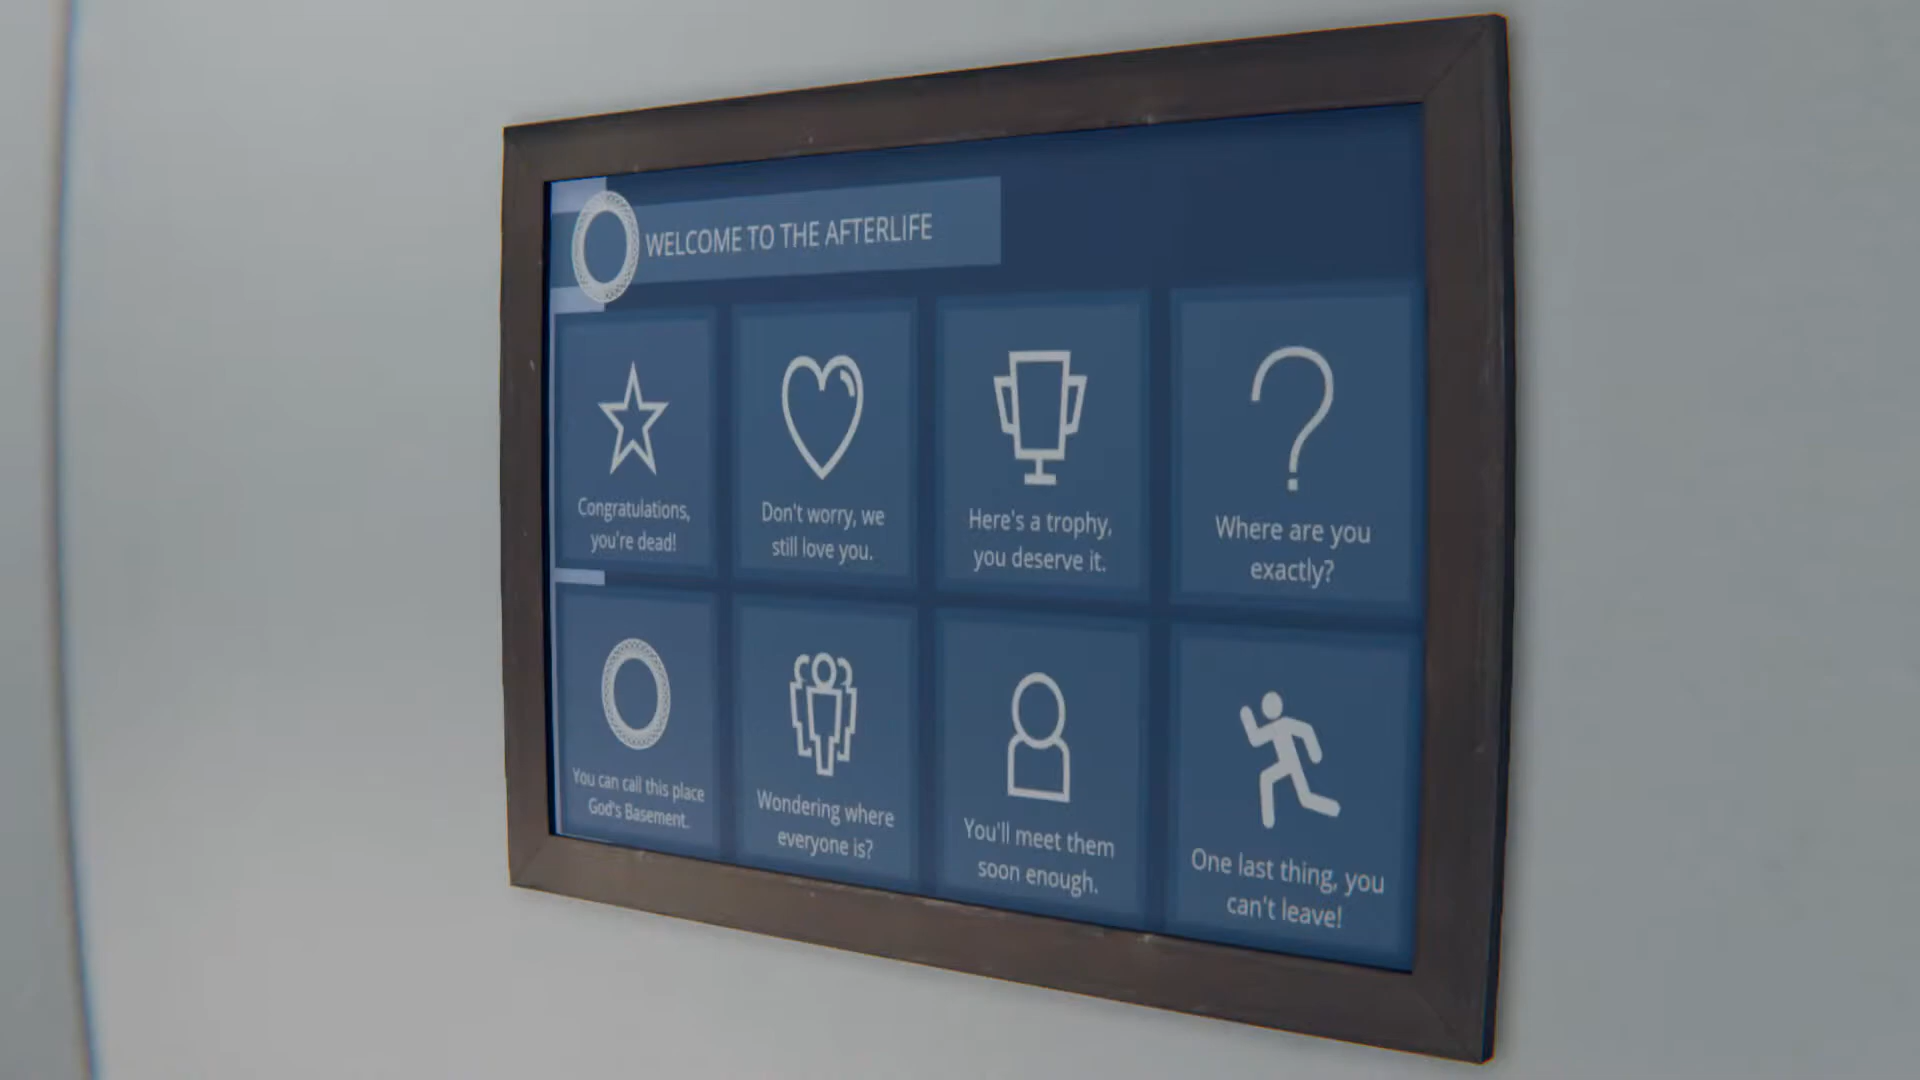 WELCOME TO THE AFTERLIFE
Congratulations,
you're dead!
Don't worry, we
still love you.
Here's a trophy,
you deserve it.
Where are you
exactly?
You can call this place
God's Basement.
Wondering where
everyone is?
You'll meet them
soon enough.
One last thing, you
can't leave!